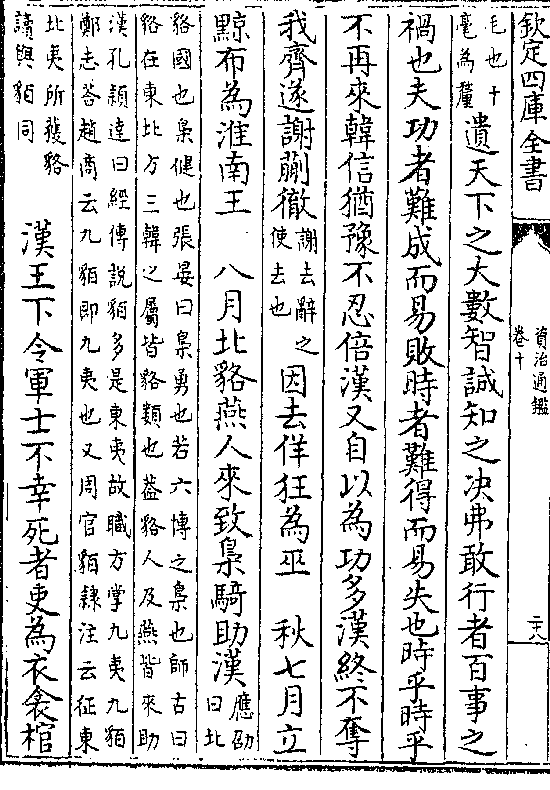 欽定四庫全書
資治通鑑
卷十
二十八
毛也十
毫為釐
遺天下之大數智誠知之决弗敢行者百事之
禍也夫功者難成而易敗時者難得而易失也時乎時乎
不再來韓信猶豫不忍倍漢又自以為功多漢終不奪
我齊遂謝蒯徹
謝去辭之
使去也
因去佯狂為巫　秋七月立
黥布為淮南王　八月北貉燕人來致梟騎助漢
應劭
曰北
貉國也梟健也張晏曰梟勇也若六博之梟也師古曰
貉在東北方三韓之屬皆貉類也葢貉人及燕皆來助
漢孔頴達曰經傳說貊多是東夷故職方掌九夷九貊
鄭志荅趙商云九貊即九夷也又周官貊隸注云征東
北夷所獲貉
讀與貊同
漢王下令軍士不幸死者吏為衣衾棺